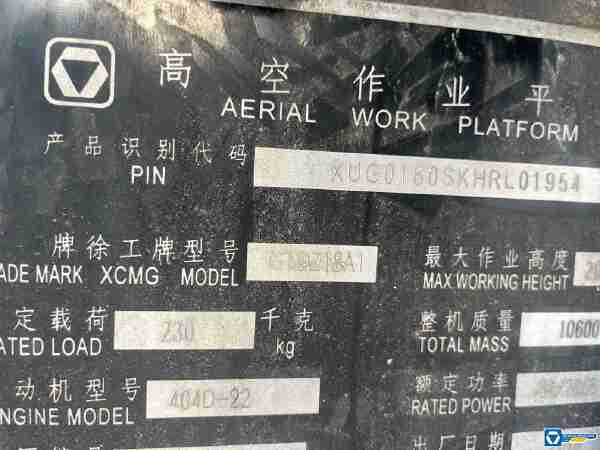 高空作业平
AERIAL WORK PLATFORM
产品识别代码
PIN
XUG0160SKHRL01954
牌徐工牌型号
ADE MARK XCMG MODEL
最大作业高度
MAX.WORKING HEIGHT
20
定载荷
ATED LOAD
230
千克
kg
整机质量
TOTAL MASS
10600
动机型号
ENGINE MODEL
404D-22
额定功率
RATED POWER
出厂日期